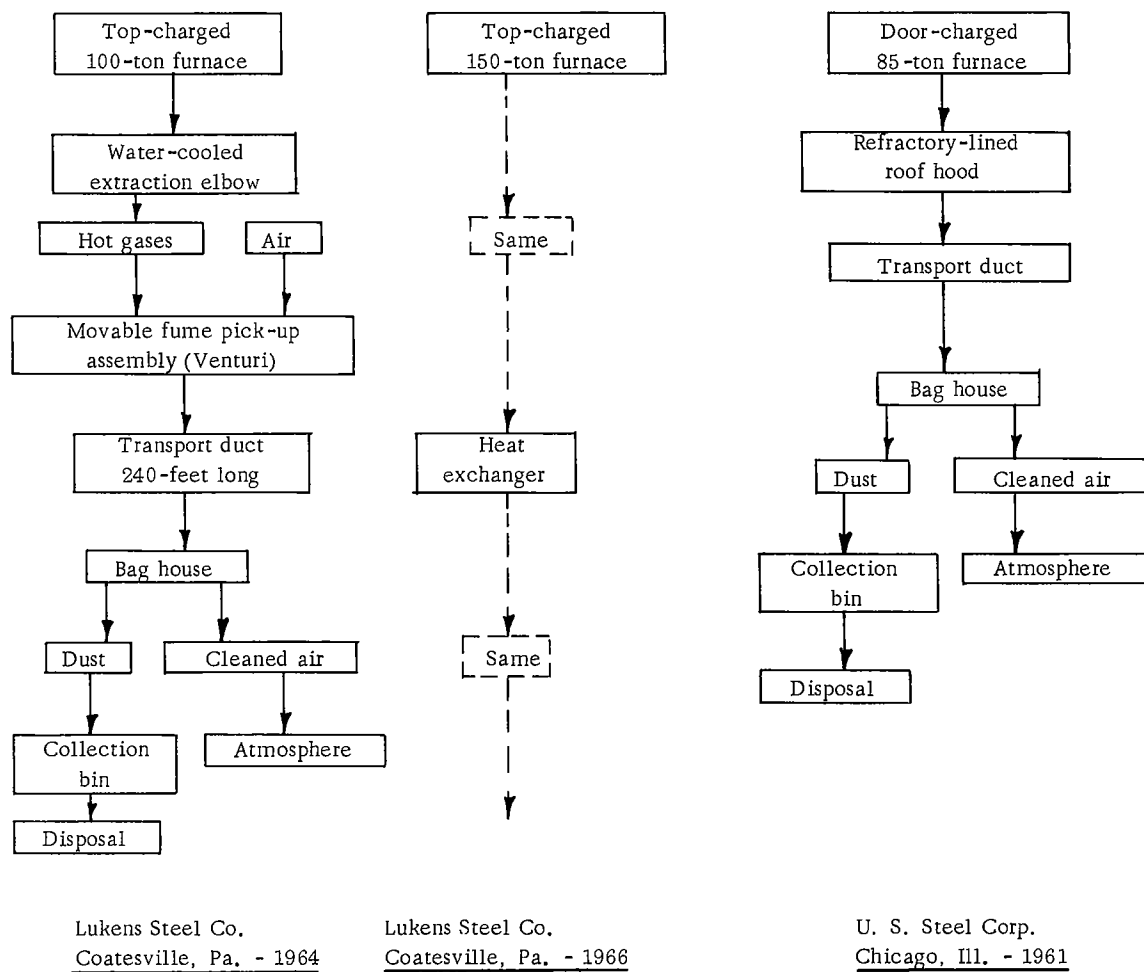 Top-charged
100-ton furnace
Water-cooled
extraction elbow
Hot gases
Air
Movable fume pick-up
assembly (Venturi)
Transport duct
240-feet long
Bag house
Dust
Cleaned air
Collection
bin
Atmosphere
Disposal
Lukens Steel Co.
Coatesville, Pa. - 1964
Top-charged
150-ton furnace
Same
Heat
exchanger
Same
Lukens Steel Co.
Coatesville, Pa. - 1966
Door-charged
85-ton furnace
Refractory-lined
roof hood
Transport duct
Bag house
Dust
Cleaned air
Collection
bin
Atmosphere
Disposal
U. S. Steel Corp.
Chicago, Ill. - 1961